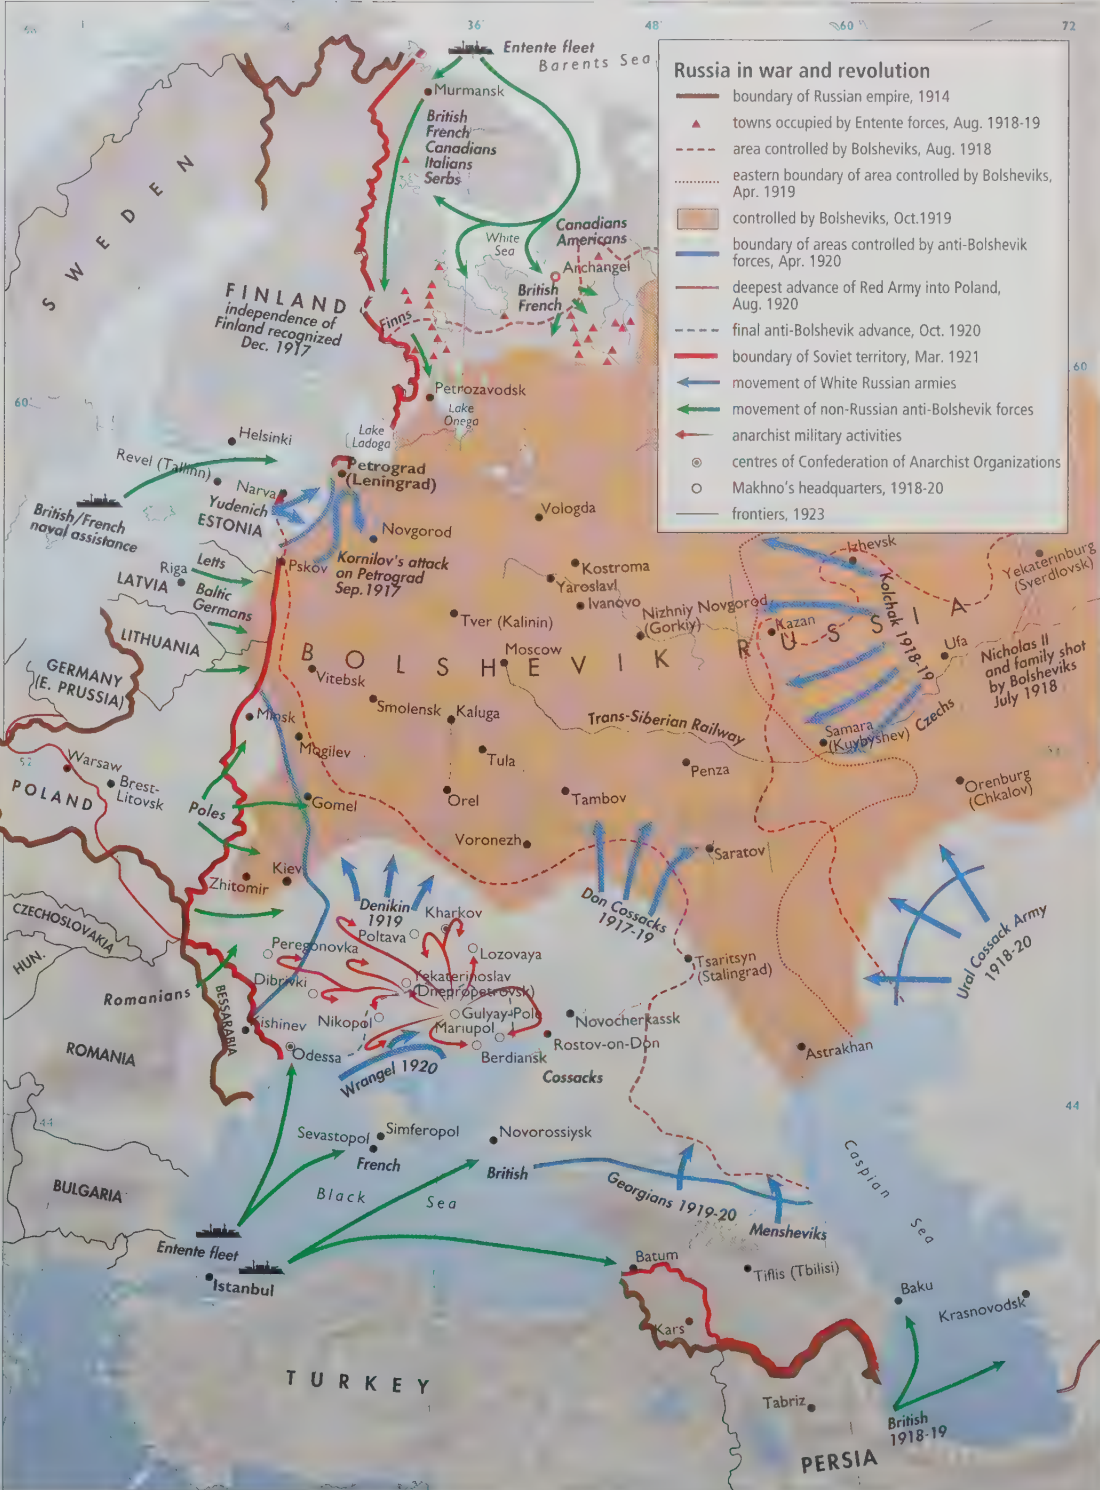 36
48
60
72
Entente fleet
Barents Sea
Murmansk
British
French
Canadians
Italians
Serbs
Russia in war and revolution
boundary of Russian empire, 1914
towns occupied by Entente forces, Aug. 1918-19
area controlled by Bolsheviks, Aug. 1918
eastern boundary of area controlled by Bolsheviks,
Apr. 1919
controlled by Bolsheviks, Oct.1919
boundary of areas controlled by anti-Bolshevik
forces, Apr. 1920
deepest advance of Red Army into Poland,
Aug. 1920
final anti-Bolshevik advance, Oct. 1920
boundary of Soviet territory, Mar. 1921
movement of White Russian armies
movement of non-Russian anti-Bolshevik forces
anarchist military activities
centres of Confederation of Anarchist Organizations
Makhno's headquarters, 1918-20
frontiers, 1923
SWEDEN
White
Sea
Canadians
Americans
Archangel
British
French
FINLAND
independence of
Finland recognized
Dec. 1917
Finns
60
60
Petrozavodsk
Lake
Onega
Lake
Ladoga
Helsinki
Revel (Tallinn)
Narva
Petrograd
(Leningrad)
Yudenich
ESTONIA
British/French
naval assistance
Novgorod
Vologda
Kornilov's attack
on Petrograd
Sep. 1917
Pskov
Riga
Letts
LATVIA
Baltic
Germans
LITHUANIA
GERMANY
(E. PRUSSIA)
Kostroma
Yaroslavl
Ivanovo
Nizhniy Novgorod
(Gorkiy)
Tver (Kalinin)
Moscow
BOLSHEVIK RUSSIA
Izhevsk
Kolchak 1918-19
Kazan
Yekaterinburg
(Sverdlovsk)
Ufa
Nicholas II
and family shot
by Bolsheviks
July 1918
Czechs
Samara
(Kuybyshev)
Trans-Siberian Railway
Vitebsk
Smolensk
Kaluga
Minsk
Mogilev
Tula
Penza
Orenburg
(Chkalov)
Warsaw
Brest-
Litovsk
POLAND
Poles
Gomel
Orel
Tambov
Voronezh
Saratov
Kiev
Zhitomir
Denikin
1919
Kharkov
Don Cossacks
1917-19
Ural Cossack Army
1918-20
CZECHOSLOVAKIA
HUN.
Peregonovka
Poltava
Lozovaya
Dibrivki
Yekaterinoslav
(Dnepropetrovsk)
Tsaritsyn
(Stalingrad)
Romanians
BESSARABIA
Kishinev
Nikopol
Gulyay-Pole
Mariupol
Novocherkassk
Rostov-on-Don
Berdiansk
Odessa
Wrangel 1920
Cossacks
Astrakhan
ROMANIA
44
44
Sevastopol
Simferopol
French
Novorossiysk
British
Black Sea
Georgians 1919-20
Mensheviks
Caspian Sea
BULGARIA
Entente fleet
Istanbul
Batum
Tiflis (Tbilisi)
Kars
Baku
Krasnovodsk
TURKEY
Tabriz
British
1918-19
PERSIA